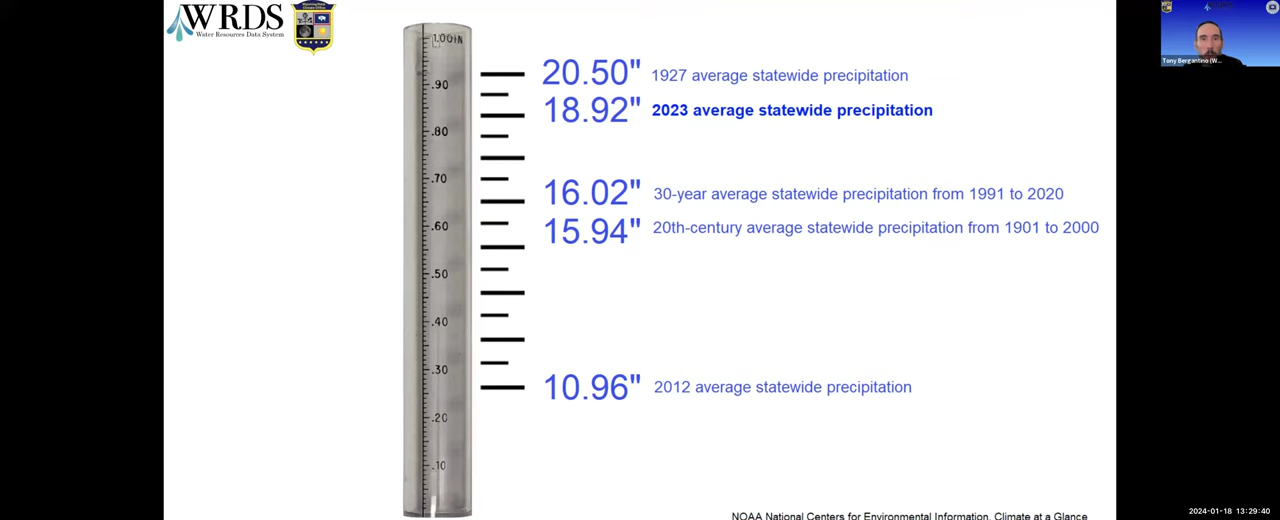 WRDS
Water Resources Data System
1.00IN
.90
.80
.70
.60
.50
.40
.30
.20
.10
20.50" 1927 average statewide precipitation
18.92" 2023 average statewide precipitation
16.02" 30-year average statewide precipitation from 1991 to 2020
15.94" 20th-century average statewide precipitation from 1901 to 2000
10.96" 2012 average statewide precipitation
NOAA National Centers for Environmental Information, Climate at a Glance
Tony Bergantino (W...
2024-01-18 13:29:40